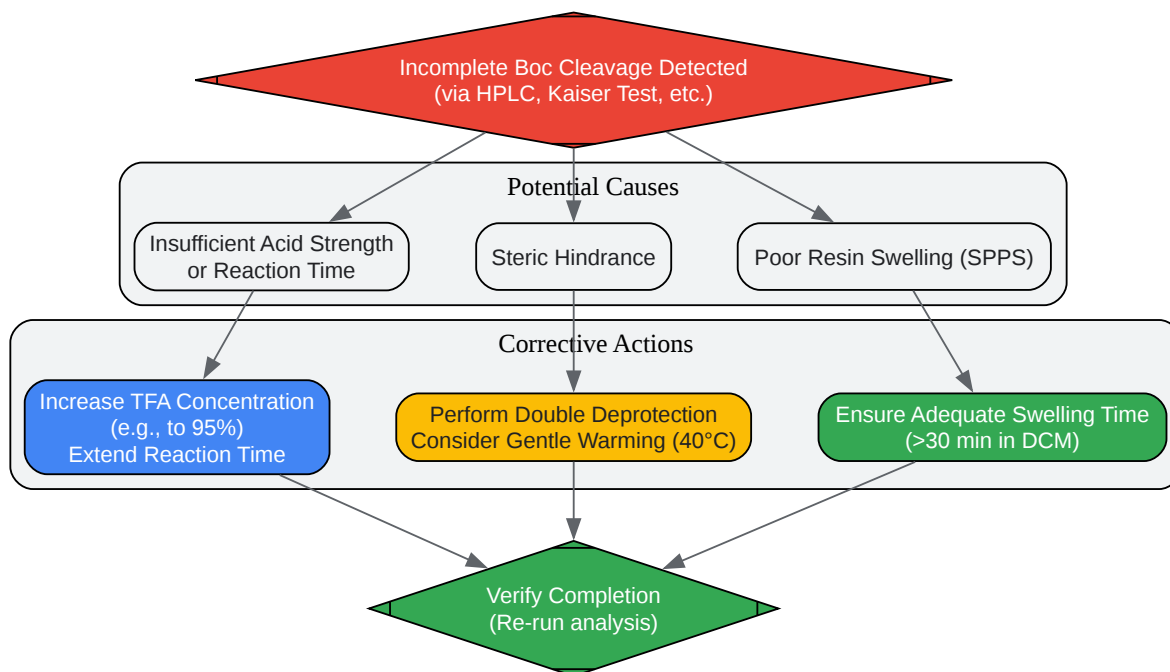 Incomplete Boc Cleavage Detected
(via HPLC, Kaiser Test, etc.)
Potential Causes
Insufficient Acid Strength
or Reaction Time
Steric Hindrance
Poor Resin Swelling (SPPS)
Corrective Actions
Increase TFA Concentration
(e.g., to 95%)
Extend Reaction Time
Perform Double Deprotection
Consider Gentle Warming (40°C)
Ensure Adequate Swelling Time
(>30 min in DCM)
Verify Completion
(Re-run analysis)